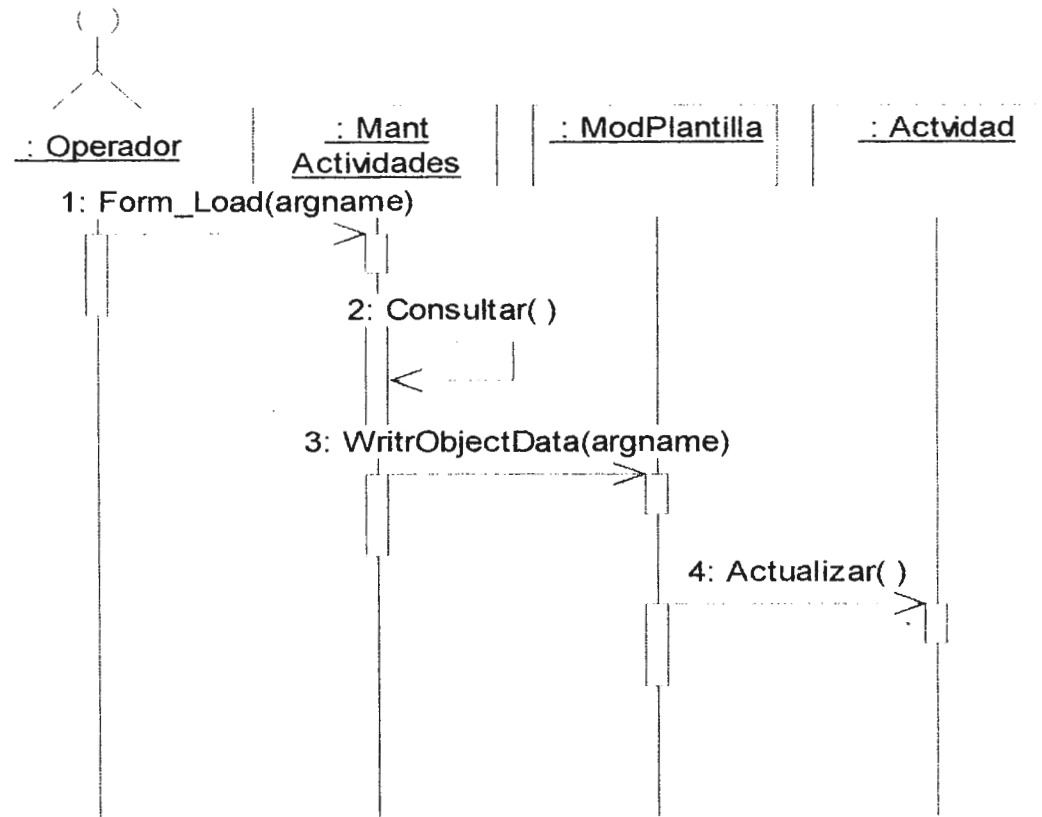 : Operador
: Mant
Actividades
: ModPlantilla
: Actvidad
1: Form_Load(argname)
2: Consultar( )
3: WritrObjectData(argname)
4: Actualizar( )